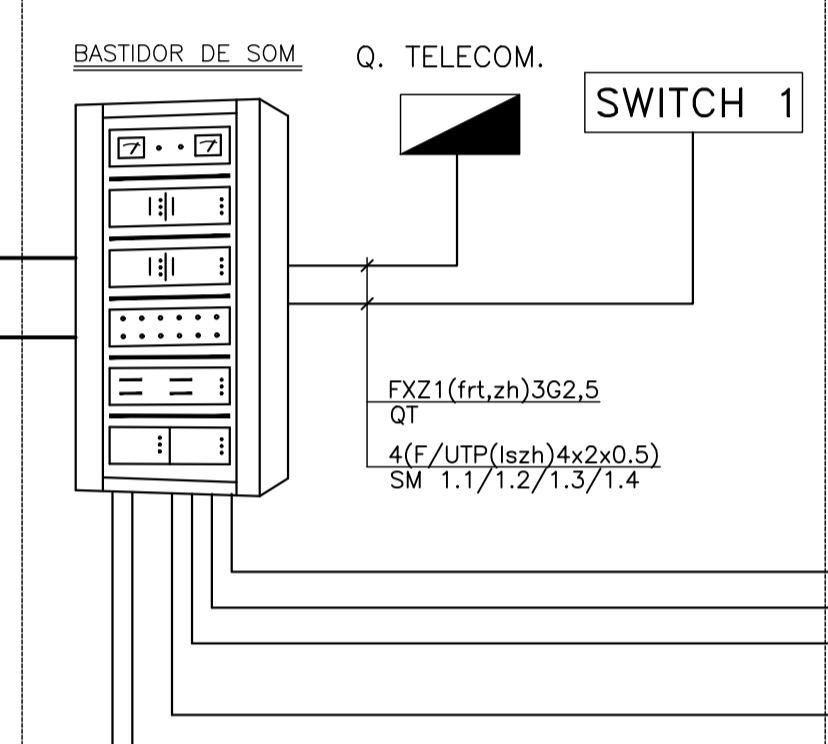 BASTIDOR DE SOM
Q. TELECOM.
SWITCH 1
FXZ1(frt,zh)3G2,5
QT
4(F/UTP(lszh)4x2x0.5)
SM 1.1/1.2/1.3/1.4